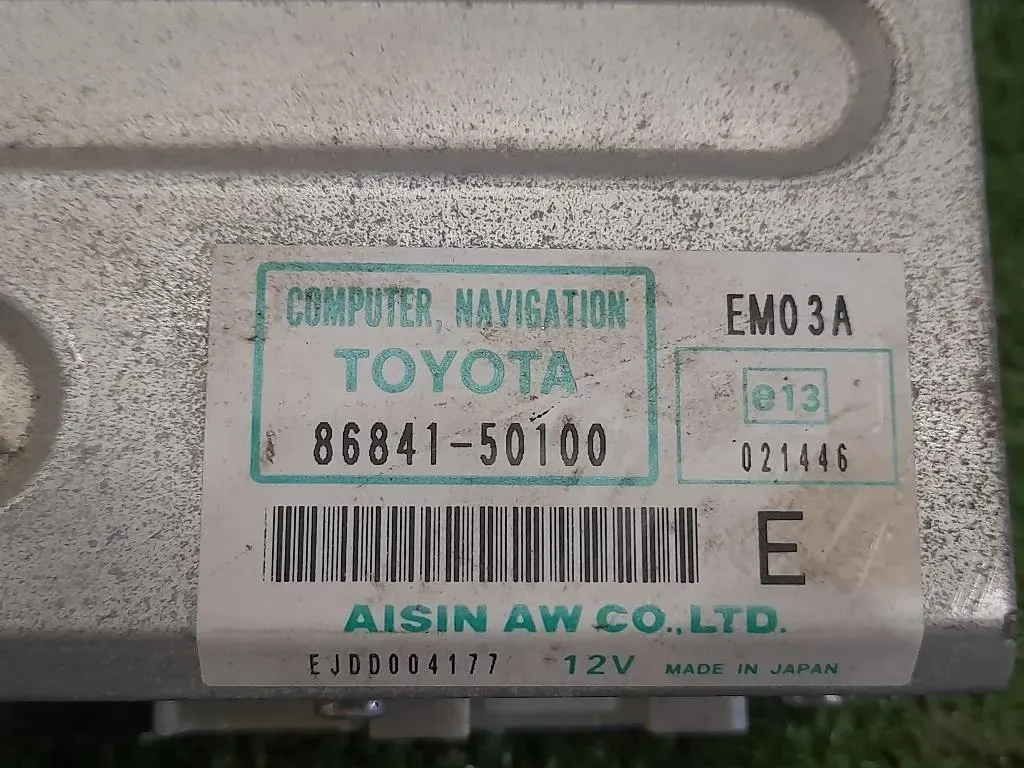 COMPUTER, NAVIGATION
TOYOTA
86841-50100
EM03A
e13
021446
E
AISIN AW CO., LTD.
EJDD004177 12V MADE IN JAPAN